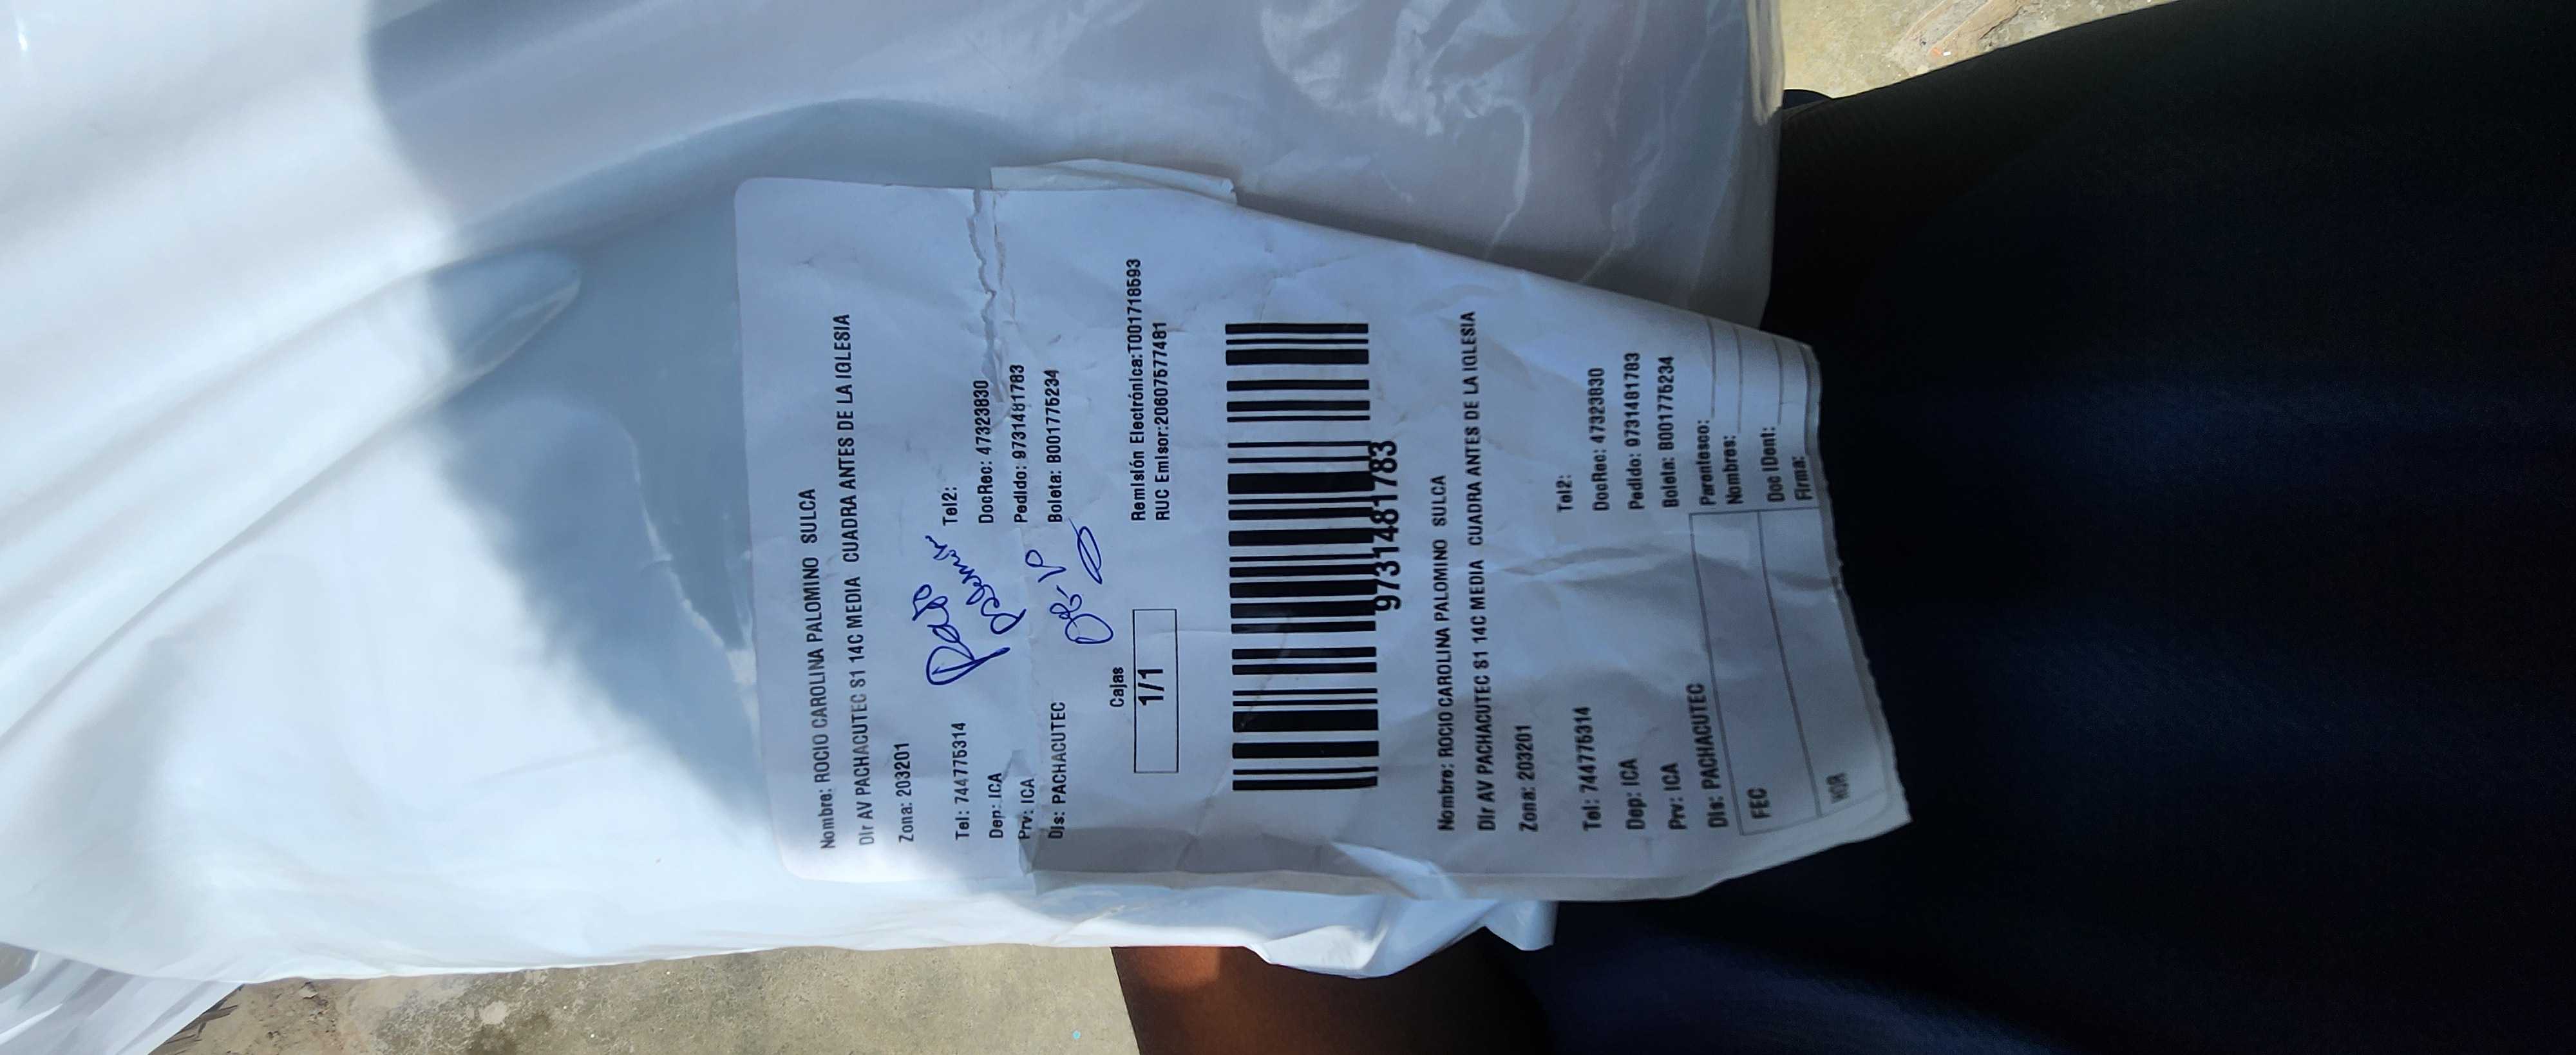 Nombre: ROCIO CAROLINA PALOMINO SULCA
Dir AV PACHACUTEC S1 14C MEDIA CUADRA ANTES DE LA IGLESIA
Zona: 203201
Tel: 744775314 Tel2:
Dep: ICA DocRec: 47323830
Prv: ICA Pedido: 9731481783
Dis: PACHACUTEC Boleta: B001775234
Cajas
1/1
Remisión Electrónica:T001718593
RUC Emisor:20607577481
9731481783
Nombre: ROCIO CAROLINA PALOMINO SULCA
Dir AV PACHACUTEC S1 14C MEDIA CUADRA ANTES DE LA IGLESIA
Zona: 203201
Tel: 744775314 Tel2:
Dep: ICA DocRec: 47323830
Prv: ICA Pedido: 9731481783
Dis: PACHACUTEC Boleta: B001775234
FEC Parentesco:
Nombres:
HOR Doc IDent:
Firma: